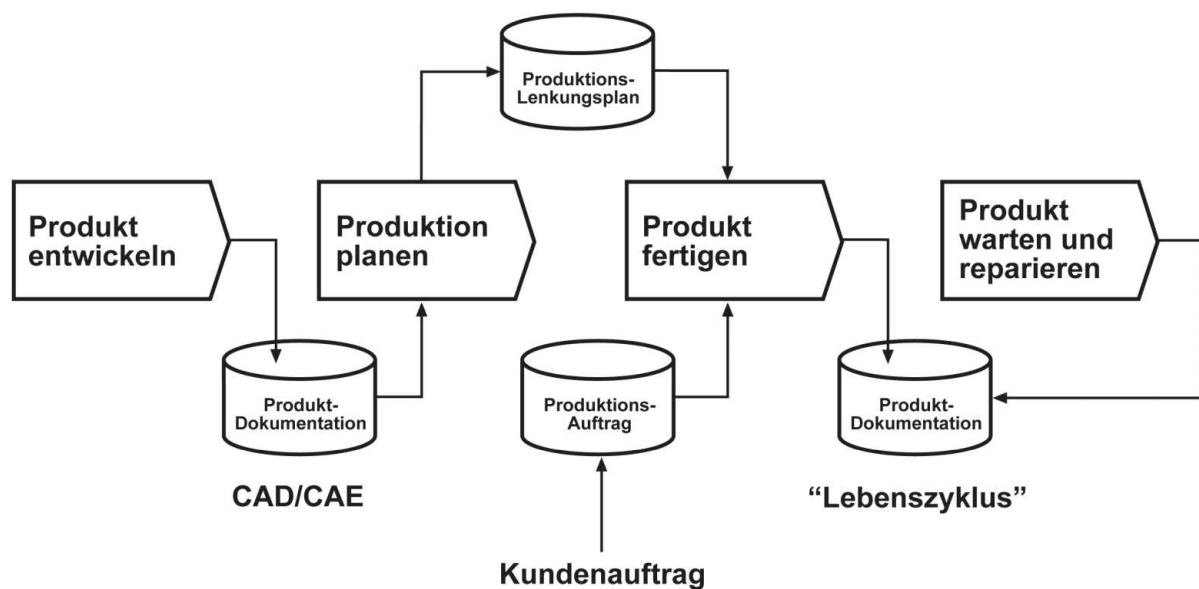 Produktions-
Lenkungsplan
Produkt
entwickeln
Produktion
planen
Produkt
fertigen
Produkt
warten und
reparieren
Produkt-
Dokumentation
Produktions-
Auftrag
Produkt-
Dokumentation
CAD/CAE
“Lebenszyklus”
Kundenauftrag